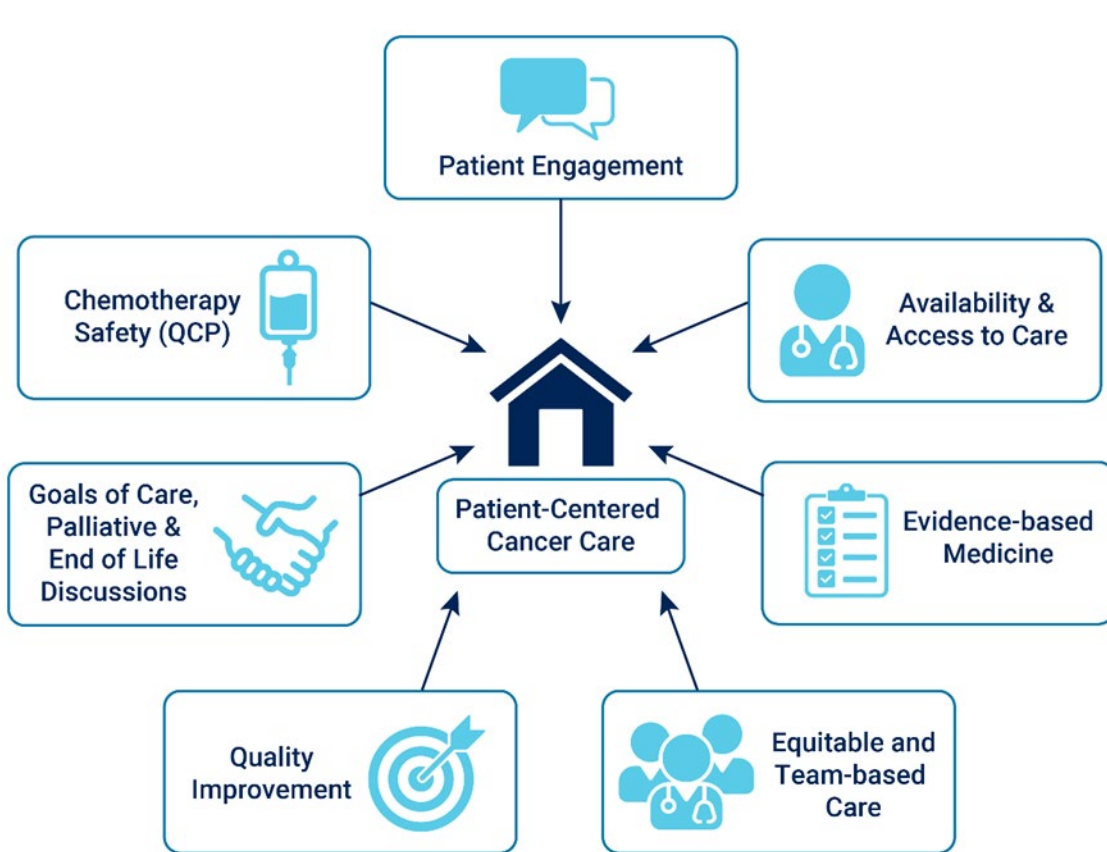 Patient Engagement
Chemotherapy
Safety (QCP)
Availability &
Access to Care
Goals of Care,
Palliative &
End of Life
Discussions
Patient-Centered
Cancer Care
Evidence-based
Medicine
Quality
Improvement
Equitable and
Team-based
Care